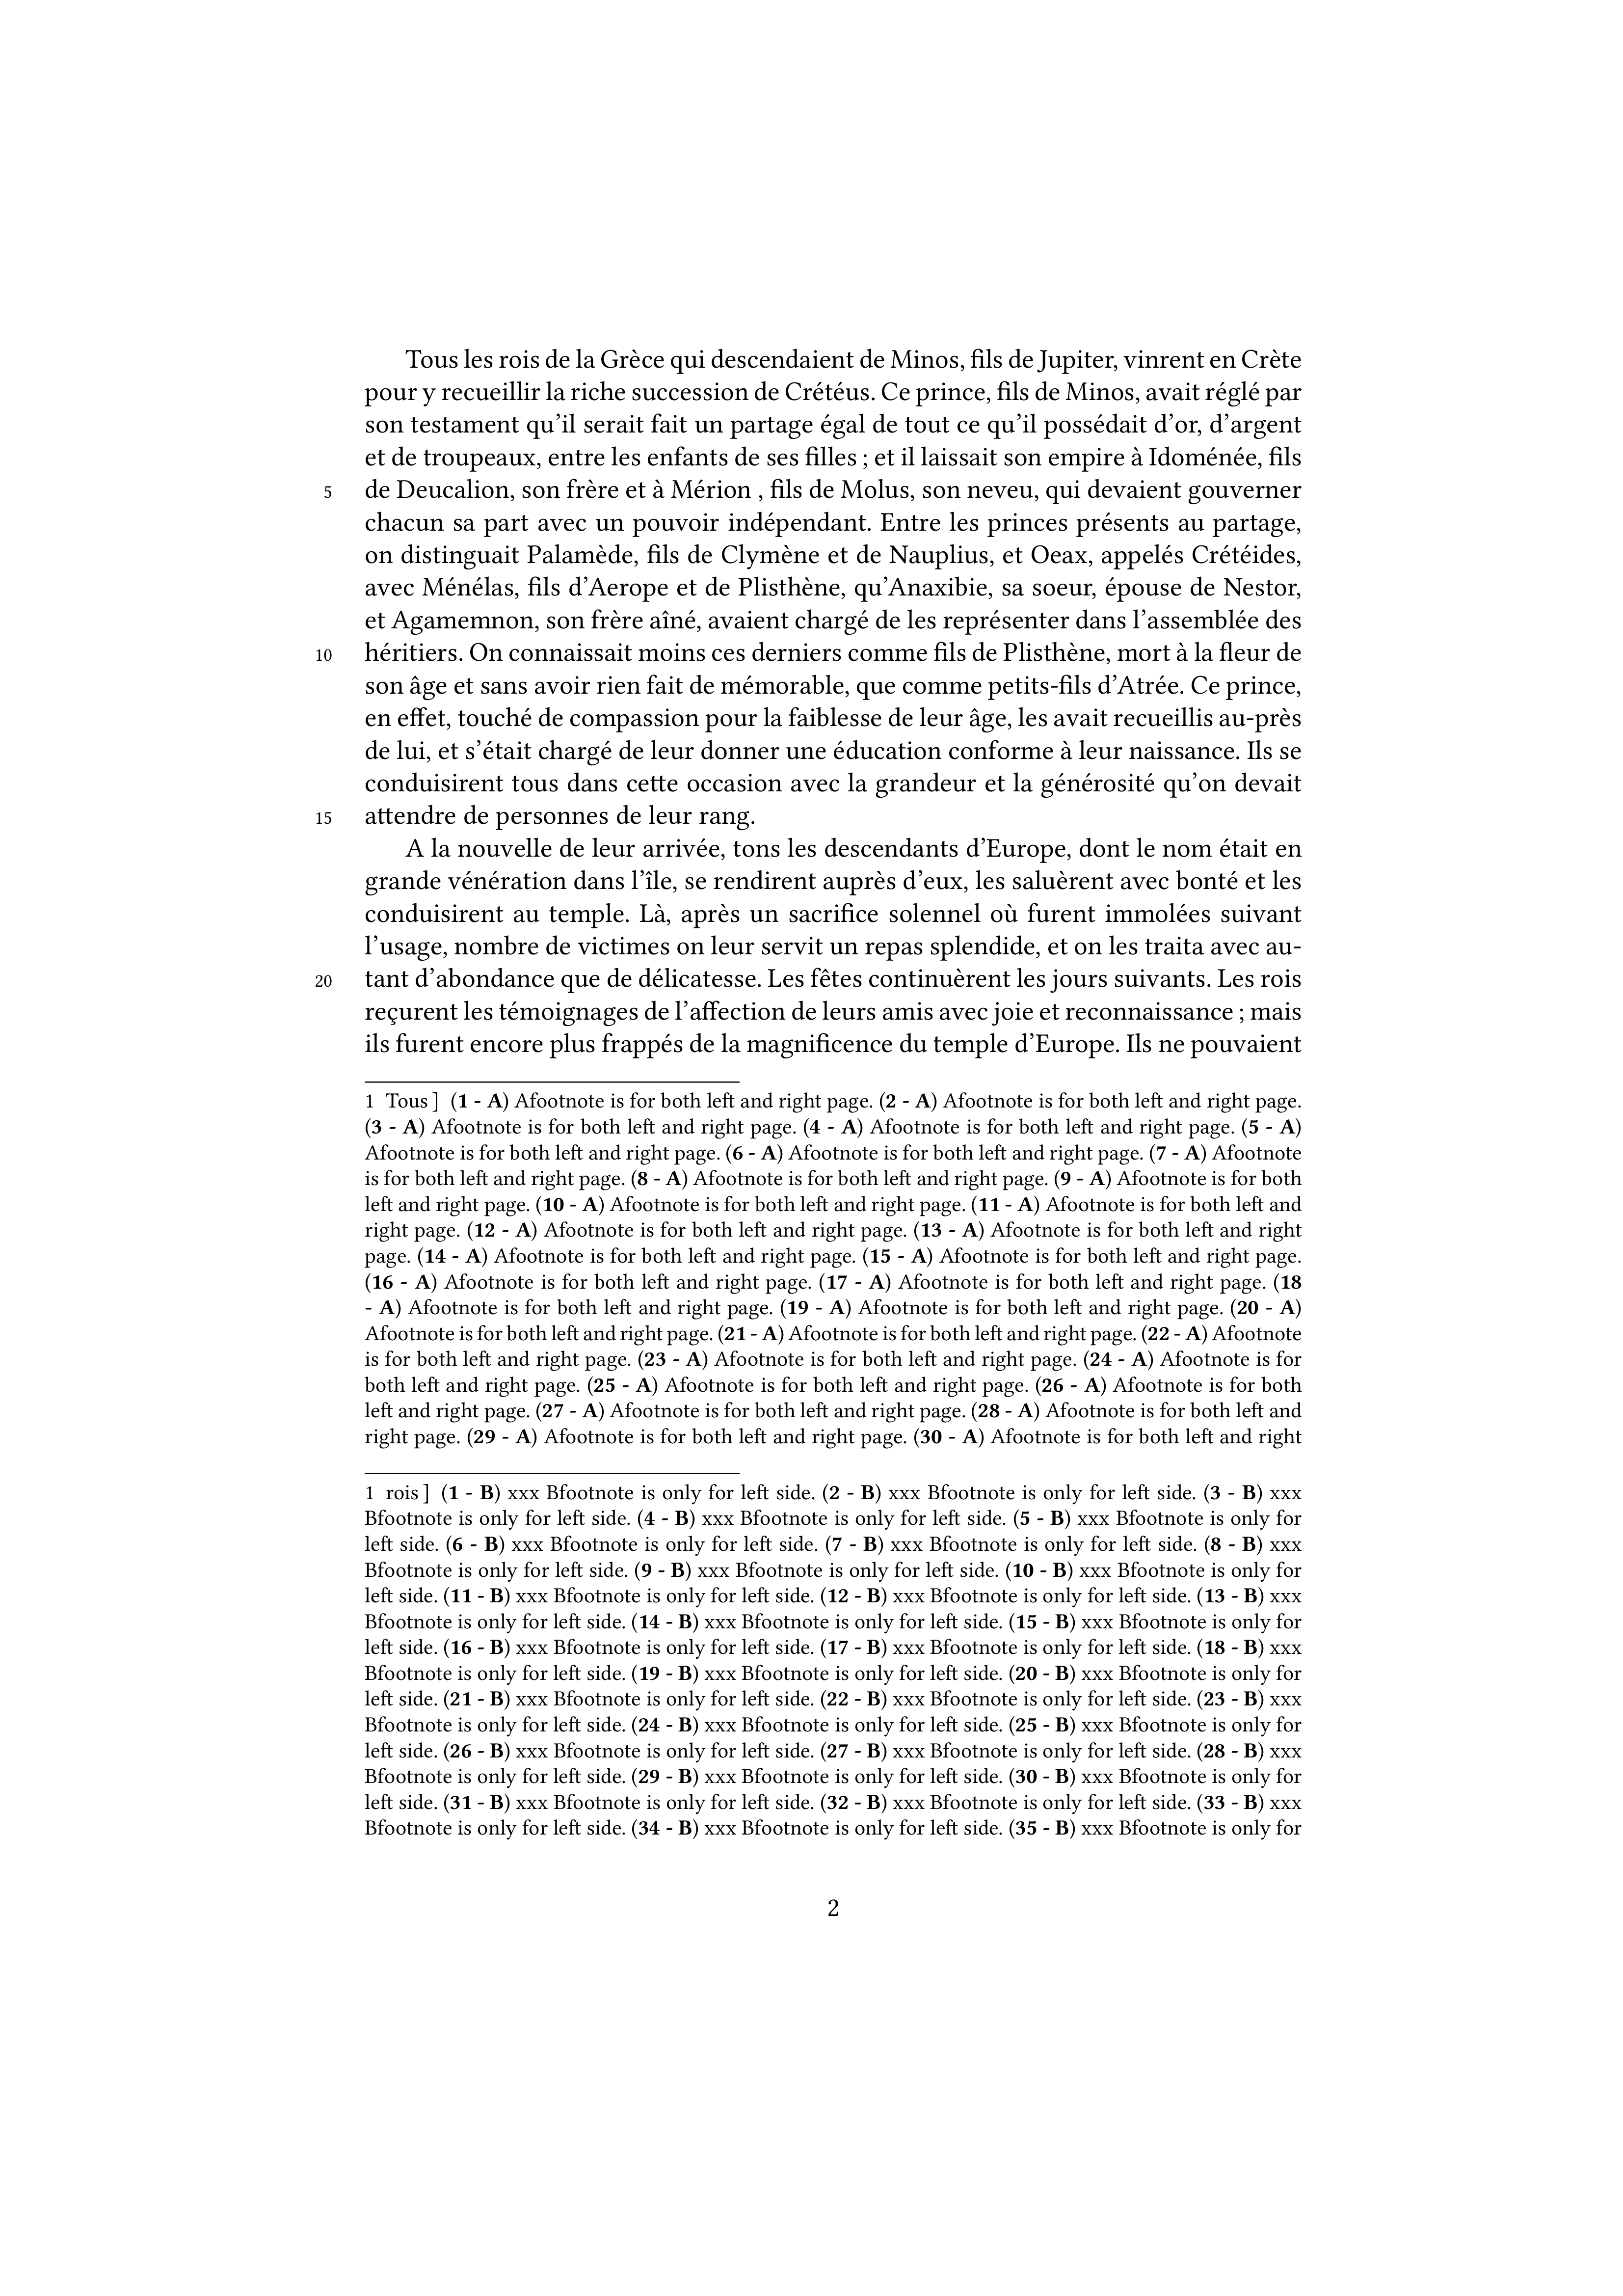 Tous les rois de la Grèce qui descendaient de Minos, fils de Jupiter, vinrent en Crète
pour y recueillir la riche succession de Crétéus. Ce prince, fils de Minos, avait réglé par
son testament qu’il serait fait un partage égal de tout ce qu’il possédait d’or, d’argent
et de troupeaux, entre les enfants de ses filles ; et il laissait son empire à Idoménée, fils
5 de Deucalion, son frère et à Mérion , fils de Molus, son neveu, qui devaient gouverner
chacun sa part avec un pouvoir indépendant. Entre les princes présents au partage,
on distinguait Palamède, fils de Clymène et de Nauplius, et Oeax, appelés Crétéides,
avec Ménélas, fils d’Aerope et de Plisthène, qu’Anaxibie, sa soeur, épouse de Nestor,
et Agamemnon, son frère aîné, avaient chargé de les représenter dans l’assemblée des
10 héritiers. On connaissait moins ces derniers comme fils de Plisthène, mort à la fleur de
son âge et sans avoir rien fait de mémorable, que comme petits-fils d’Atrée. Ce prince,
en effet, touché de compassion pour la faiblesse de leur âge, les avait recueillis au-près
de lui, et s’était chargé de leur donner une éducation conforme à leur naissance. Ils se
conduisirent tous dans cette occasion avec la grandeur et la générosité qu’on devait
15 attendre de personnes de leur rang.
A la nouvelle de leur arrivée, tons les descendants d’Europe, dont le nom était en
grande vénération dans l’île, se rendirent auprès d’eux, les saluèrent avec bonté et les
conduisirent au temple. Là, après un sacrifice solennel où furent immolées suivant
l’usage, nombre de victimes on leur servit un repas splendide, et on les traita avec au-
20 tant d’abondance que de délicatesse. Les fêtes continuèrent les jours suivants. Les rois
reçurent les témoignages de l’affection de leurs amis avec joie et reconnaissance ; mais
ils furent encore plus frappés de la magnificence du temple d’Europe. Ils ne pouvaient
1 Tous ] (1 - A) Afootnote is for both left and right page. (2 - A) Afootnote is for both left and right page.
(3 - A) Afootnote is for both left and right page. (4 - A) Afootnote is for both left and right page. (5 - A)
Afootnote is for both left and right page. (6 - A) Afootnote is for both left and right page. (7 - A) Afootnote
is for both left and right page. (8 - A) Afootnote is for both left and right page. (9 - A) Afootnote is for both
left and right page. (10 - A) Afootnote is for both left and right page. (11 - A) Afootnote is for both left and
right page. (12 - A) Afootnote is for both left and right page. (13 - A) Afootnote is for both left and right
page. (14 - A) Afootnote is for both left and right page. (15 - A) Afootnote is for both left and right page.
(16 - A) Afootnote is for both left and right page. (17 - A) Afootnote is for both left and right page. (18
- A) Afootnote is for both left and right page. (19 - A) Afootnote is for both left and right page. (20 - A)
Afootnote is for both left and right page. (21 - A) Afootnote is for both left and right page. (22 - A) Afootnote
is for both left and right page. (23 - A) Afootnote is for both left and right page. (24 - A) Afootnote is for
both left and right page. (25 - A) Afootnote is for both left and right page. (26 - A) Afootnote is for both
left and right page. (27 - A) Afootnote is for both left and right page. (28 - A) Afootnote is for both left and
right page. (29 - A) Afootnote is for both left and right page. (30 - A) Afootnote is for both left and right
1 rois ] (1 - B) xxx Bfootnote is only for left side. (2 - B) xxx Bfootnote is only for left side. (3 - B) xxx
Bfootnote is only for left side. (4 - B) xxx Bfootnote is only for left side. (5 - B) xxx Bfootnote is only for
left side. (6 - B) xxx Bfootnote is only for left side. (7 - B) xxx Bfootnote is only for left side. (8 - B) xxx
Bfootnote is only for left side. (9 - B) xxx Bfootnote is only for left side. (10 - B) xxx Bfootnote is only for
left side. (11 - B) xxx Bfootnote is only for left side. (12 - B) xxx Bfootnote is only for left side. (13 - B) xxx
Bfootnote is only for left side. (14 - B) xxx Bfootnote is only for left side. (15 - B) xxx Bfootnote is only for
left side. (16 - B) xxx Bfootnote is only for left side. (17 - B) xxx Bfootnote is only for left side. (18 - B) xxx
Bfootnote is only for left side. (19 - B) xxx Bfootnote is only for left side. (20 - B) xxx Bfootnote is only for
left side. (21 - B) xxx Bfootnote is only for left side. (22 - B) xxx Bfootnote is only for left side. (23 - B) xxx
Bfootnote is only for left side. (24 - B) xxx Bfootnote is only for left side. (25 - B) xxx Bfootnote is only for
left side. (26 - B) xxx Bfootnote is only for left side. (27 - B) xxx Bfootnote is only for left side. (28 - B) xxx
Bfootnote is only for left side. (29 - B) xxx Bfootnote is only for left side. (30 - B) xxx Bfootnote is only for
left side. (31 - B) xxx Bfootnote is only for left side. (32 - B) xxx Bfootnote is only for left side. (33 - B) xxx
Bfootnote is only for left side. (34 - B) xxx Bfootnote is only for left side. (35 - B) xxx Bfootnote is only for
2